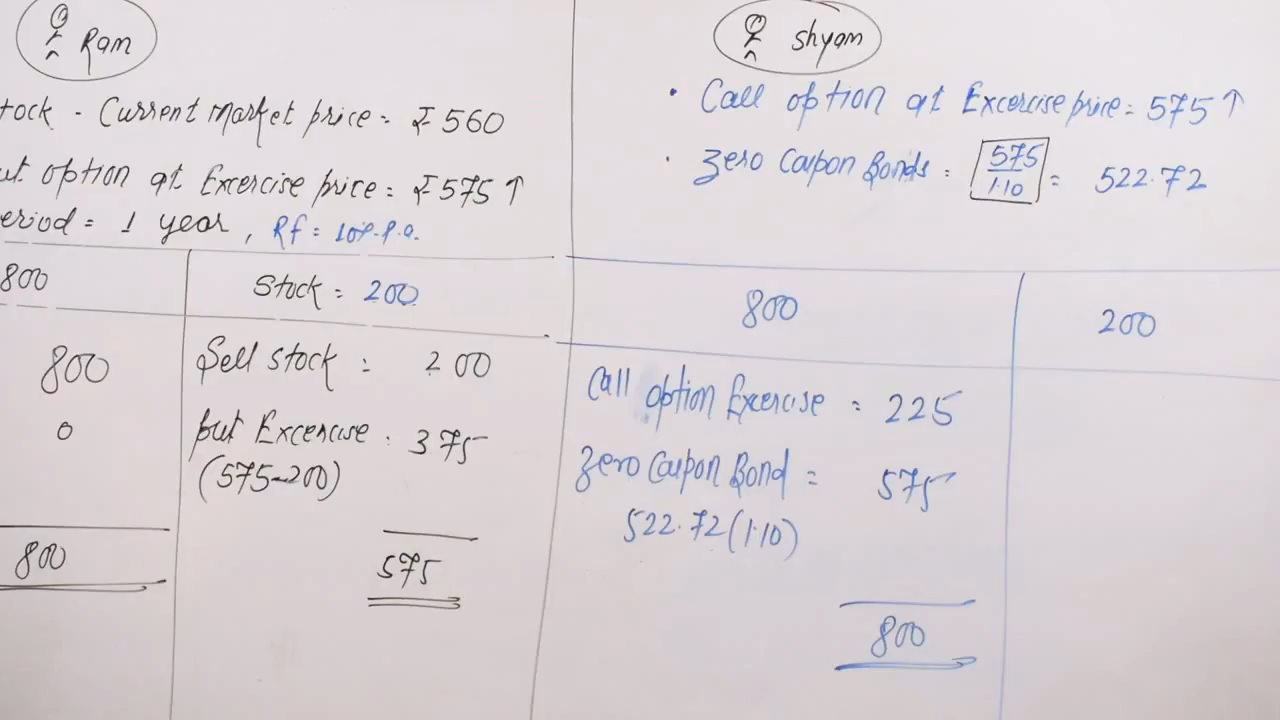 Ram
tock - Current Market price = ₹ 560
ut option at Excercise price = ₹ 575 ↑
eriod = 1 year, Rf = 10% p.a.
800
Stock = 200
800
Sell stock = 200
0
put Excercise = 375
(575-200)
800
575
Shyam
• Call option at Excercise price = 575 ↑
• Zero Coupon Bonds = 575/1.10 = 522.72
800
200
Call option Excercise = 225
Zero Coupon Bond = 575
522.72 (1.10)
800